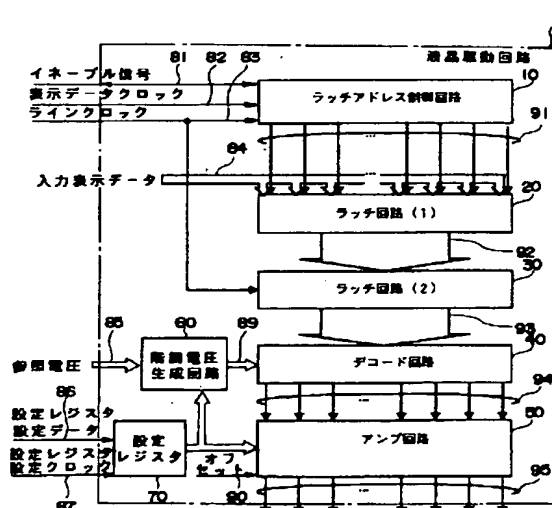 81
83
82
液晶駆動回路
イネーブル信号
10
表示データクロック
ラッチアドレス制御回路
ラインクロック
91
84
入力表示データ
20
ラッチ回路(1)
92
30
ラッチ回路(2)
93
85
60
89
40
参照電圧
階調電圧
生成回路
デコード回路
94
86
設定レジスタ
設定データ
50
設定
レジスタ
アンプ回路
設定レジスタ
設定クロック
オフ
セット
87
70
90
95